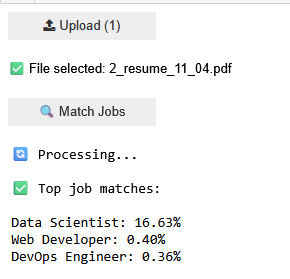 Upload (1)
File selected: 2_resume_11_04.pdf
Match Jobs
Processing...
Top job matches:
Data Scientist: 16.63%
Web Developer: 0.40%
DevOps Engineer: 0.36%